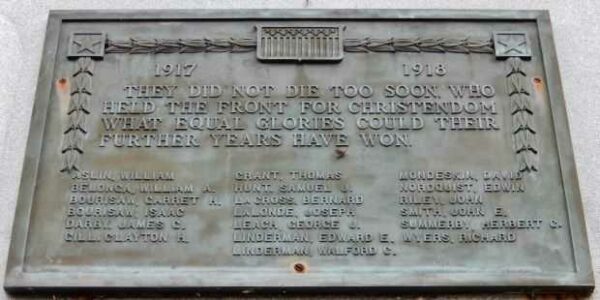 1917 1918
THEY DID NOT DIE TOO SOON, WHO
HELD THE FRONT FOR CHRISTENDOM
WHAT EQUAL GLORIES COULD THEIR
FURTHER YEARS HAVE WON.
ASLIN, WILLIAM
BELONGA, WILLIAM A.
BOURISAW, GARRET H.
BOURISAW, ISAAC
DARBY, JAMES C.
GILL, CLAYTON H.
GRANT, THOMAS
HUNT, SAMUEL J.
LACROSS, BERNARD
LALONDE, JOSEPH
LEACH, GEORGE J.
LINDERMAN, EDWARD E.
LINDERMAN, WALFORD C.
MONDESKIN, DAVID
NORDQUIST, EDWIN
RILEY, JOHN
SMITH, JOHN E.
SUMMERBY, HERBERT C.
WYERS, RICHARD